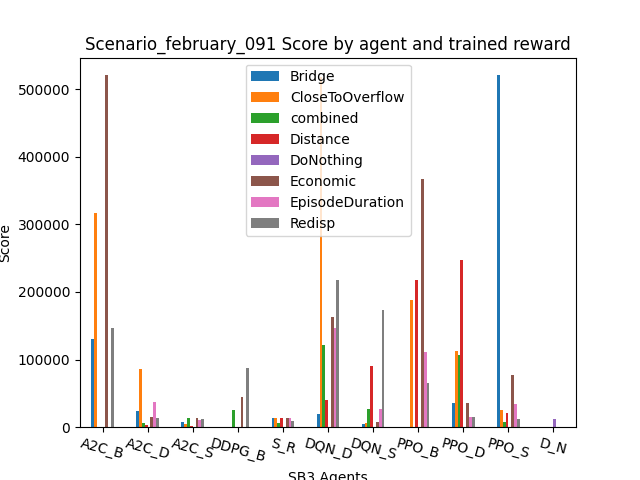 Scenario_february_091 Score by agent and trained reward
Score
500000
400000
300000
200000
100000
0
Bridge
CloseToOverflow
combined
Distance
DoNothing
Economic
EpisodeDuration
Redisp
A2C_B A2C_D A2C_S DDPG_B S_R DQN_D DQN_S PPO_B PPO_D PPO_S D_N
SB3 Agents